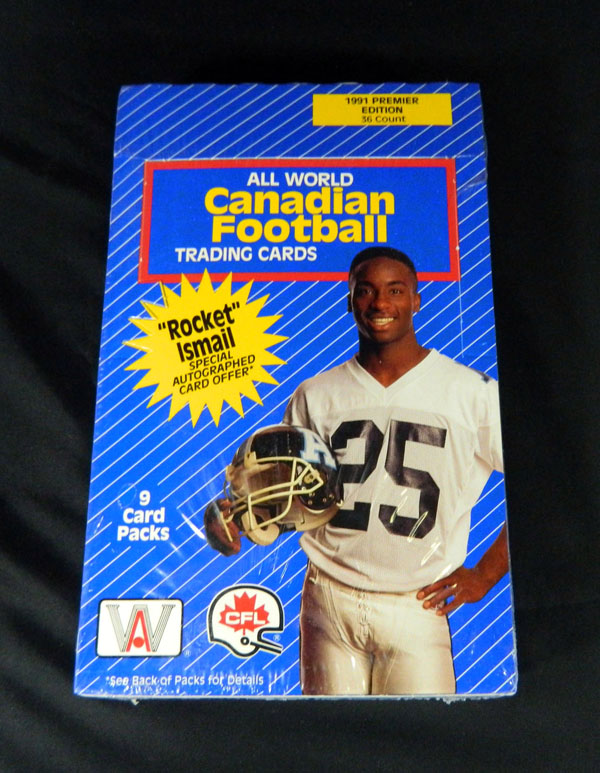 1991 PREMIER
EDITION
36 Count
ALL WORLD
Canadian
Football
TRADING CARDS
"Rocket"
Ismail
SPECIAL
AUTOGRAPHED
CARD OFFER*
25
9
Card
Packs
AW
®
CFL
®
*See Back of Packs for Details